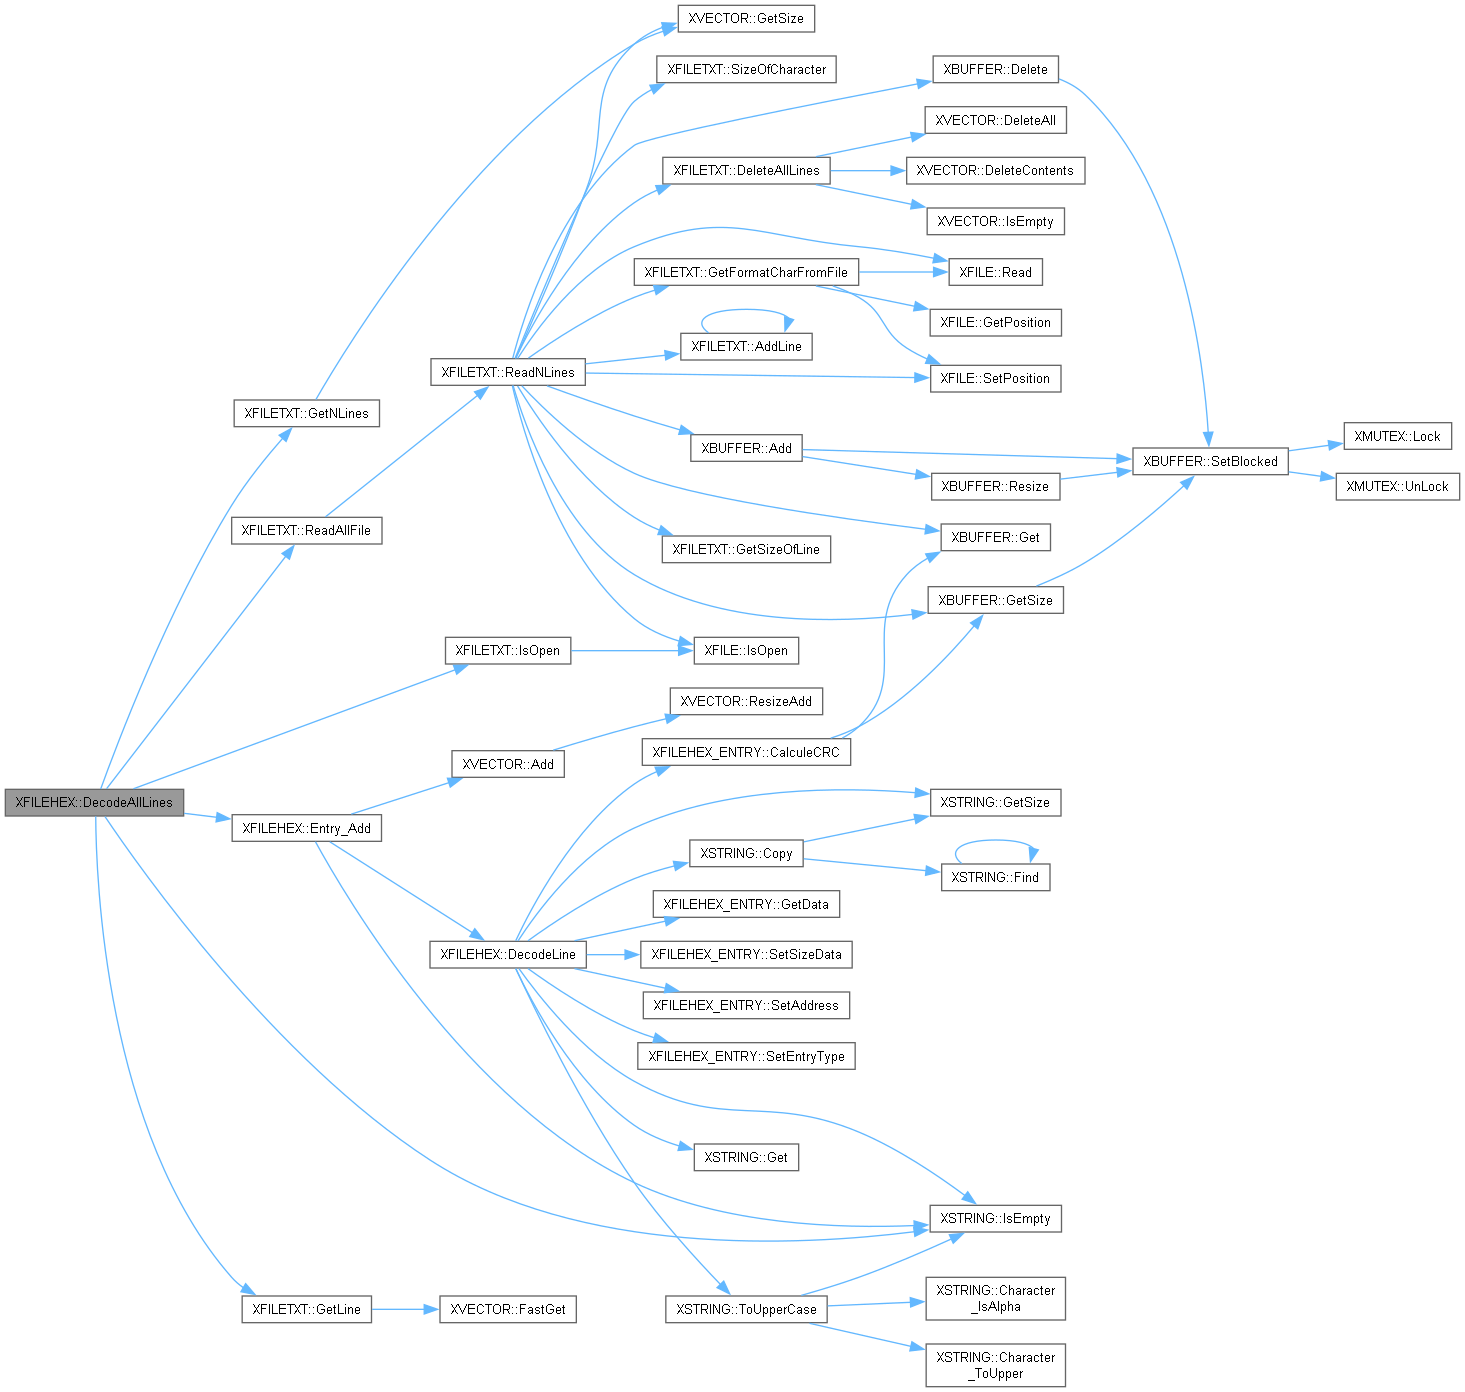 XVECTOR::GetSize
XFILETXT::SizeOfCharacter
XBUFFER::Delete
XVECTOR::DeleteAll
XFILETXT::DeleteAllLines
XVECTOR::DeleteContents
XVECTOR::IsEmpty
XFILETXT::GetFormatCharFromFile
XFILE::Read
XFILE::GetPosition
XFILETXT::AddLine
XFILETXT::ReadNLines
XFILE::SetPosition
XFILETXT::GetNLines
XMUTEX::Lock
XBUFFER::Add
XBUFFER::SetBlocked
XBUFFER::Resize
XMUTEX::UnLock
XFILETXT::ReadAllFile
XBUFFER::Get
XFILETXT::GetSizeOfLine
XBUFFER::GetSize
XFILETXT::IsOpen
XFILE::IsOpen
XVECTOR::ResizeAdd
XFILEHEX_ENTRY::CalculeCRC
XVECTOR::Add
XFILEHEX::DecodeAllLines
XSTRING::GetSize
XFILEHEX::Entry_Add
XSTRING::Copy
XSTRING::Find
XFILEHEX_ENTRY::GetData
XFILEHEX::DecodeLine
XFILEHEX_ENTRY::SetSizeData
XFILEHEX_ENTRY::SetAddress
XFILEHEX_ENTRY::SetEntryType
XSTRING::Get
XSTRING::IsEmpty
XFILETXT::GetLine
XVECTOR::FastGet
XSTRING::ToUpperCase
XSTRING::Character
_IsAlpha
XSTRING::Character
_ToUpper